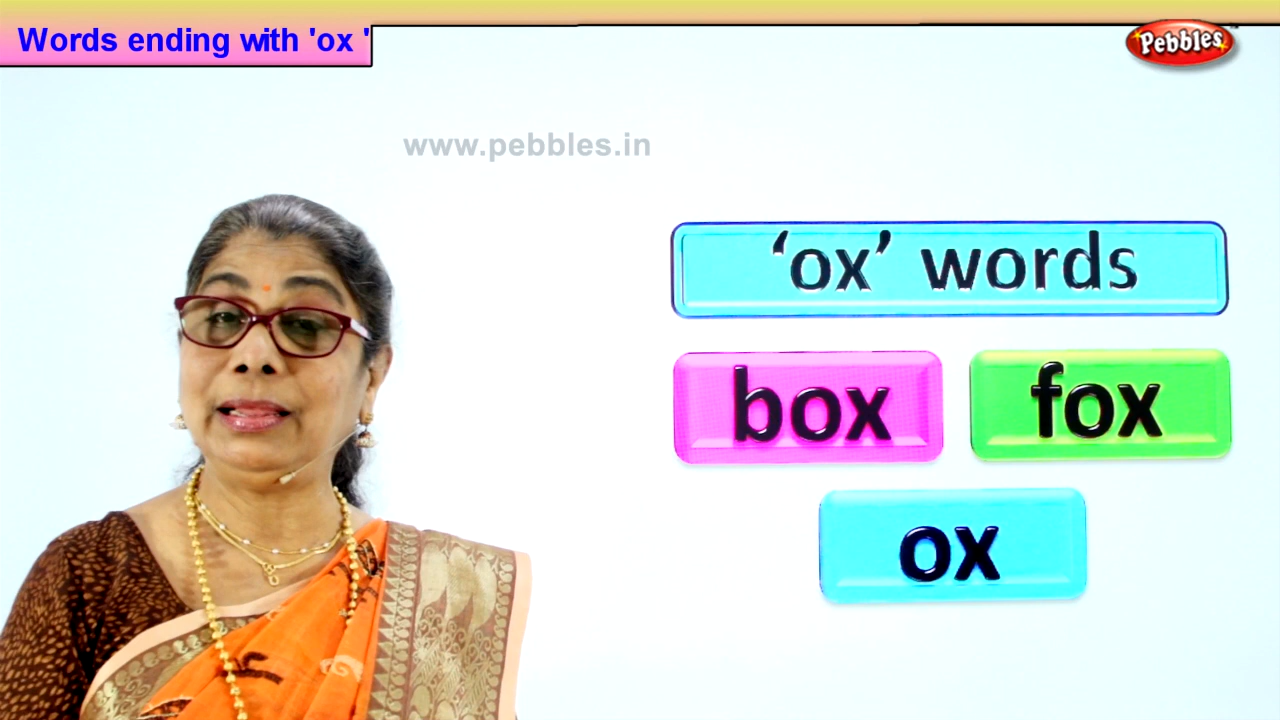 Words ending with 'ox '
Pebbles
www.pebbles.in
‘ox’ words
box fox
ox